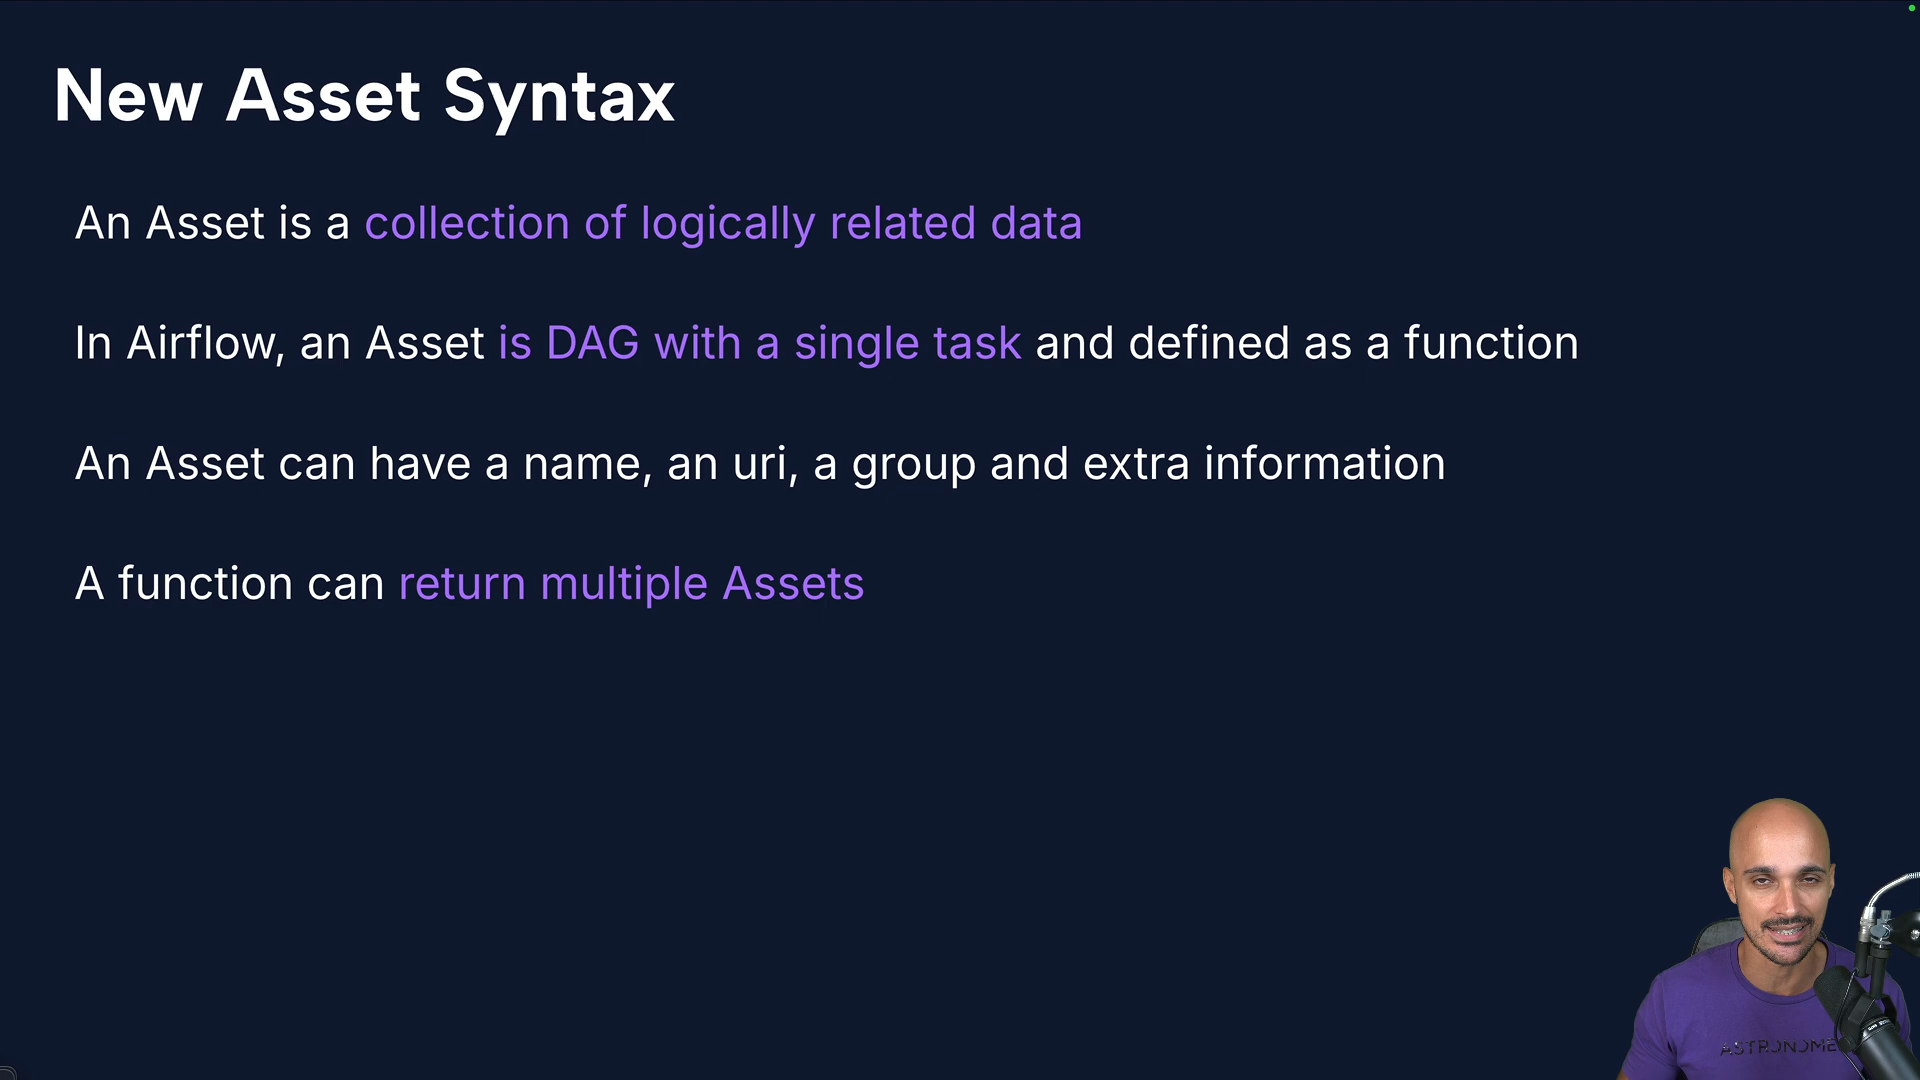 New Asset Syntax
An Asset is a collection of logically related data
In Airflow, an Asset is DAG with a single task and defined as a function
An Asset can have a name, an uri, a group and extra information
A function can return multiple Assets
ASTRONOME